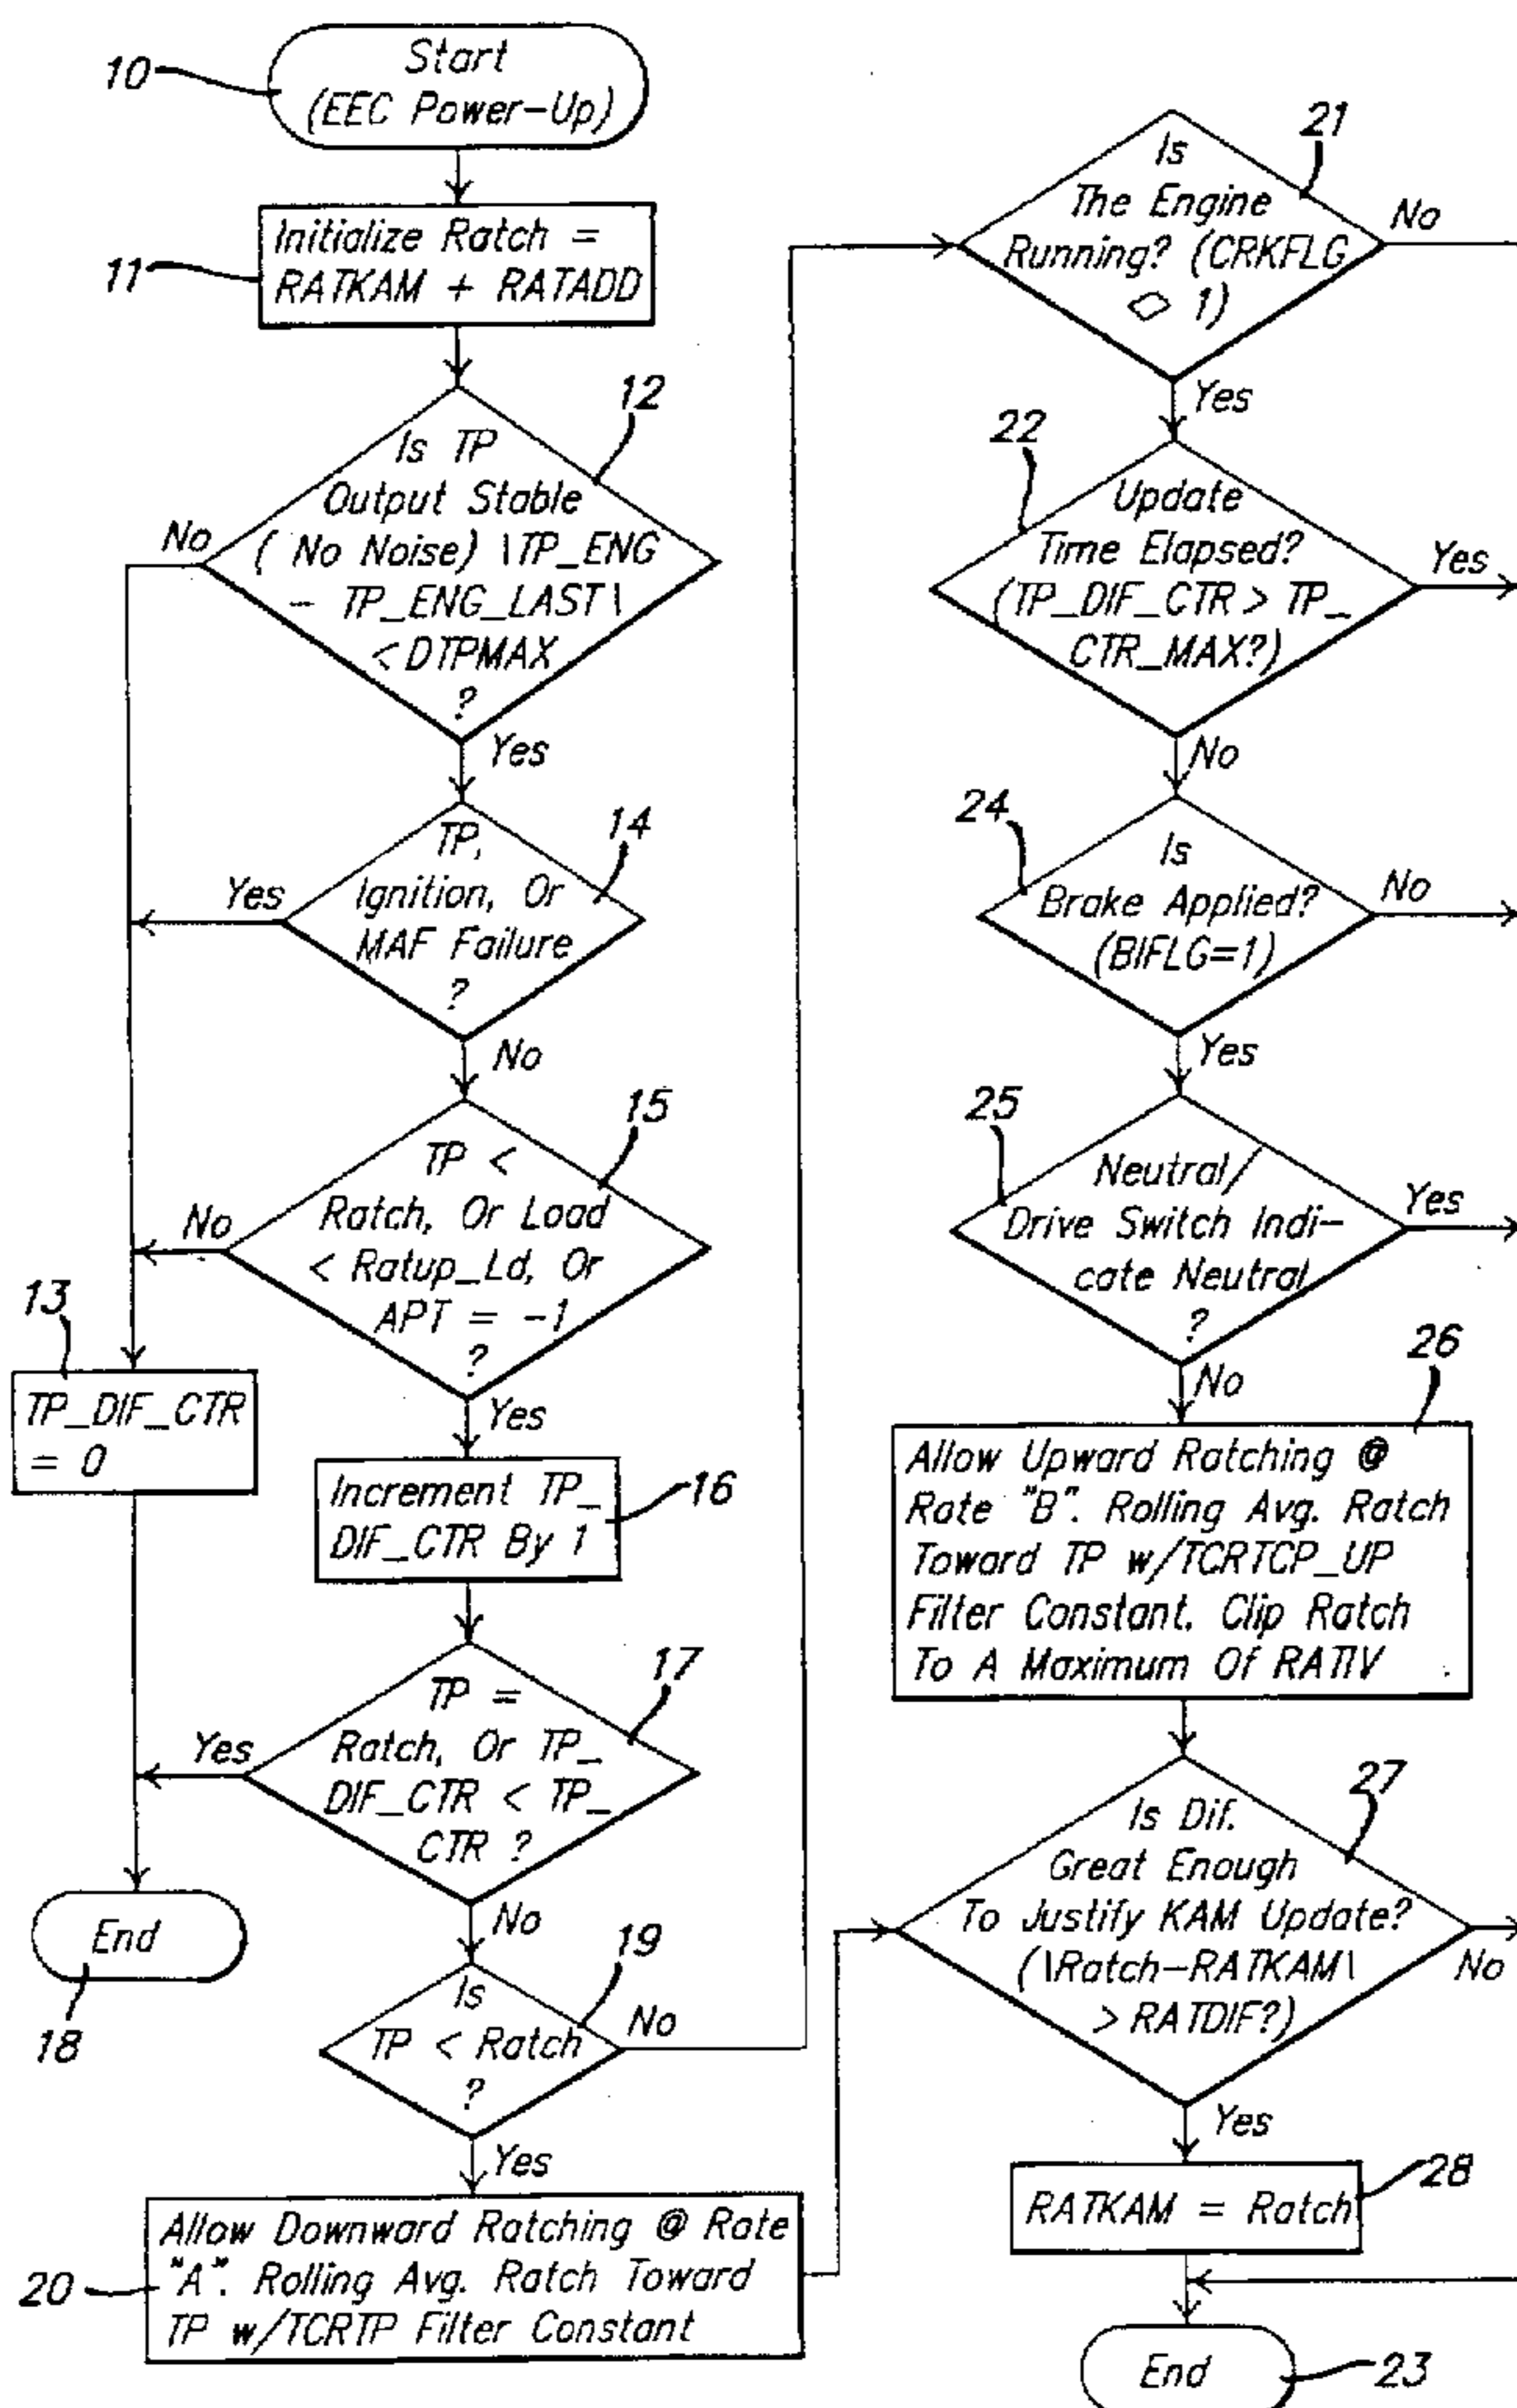 10
Start
(EEC Power-Up)
11
Initialize Ratch =
RATKAM + RATADD
12
Is TP
Output Stable
( No Noise) \TP_ENG
- TP_ENG_LAST\
< DTPMAX
?
No
Yes
14
TP,
Ignition, Or
MAF Failure
?
Yes
No
15
TP <
Ratch, Or Load
< Ratup_Ld, Or
APT = -1
?
No
Yes
13
TP_DIF_CTR
= 0
16
Increment TP_
DIF_CTR By 1
17
TP =
Ratch, Or TP_
DIF_CTR < TP_
CTR ?
Yes
No
End
18
19
Is
TP < Ratch
?
No
Yes
20
Allow Downward Ratching @ Rate
"A". Rolling Avg. Ratch Toward
TP w/TCRTP Filter Constant
21
Is
The Engine
Running? (CRKFLG
<> 1)
No
Yes
22
Update
Time Elapsed?
(TP_DIF_CTR > TP_
CTR_MAX?)
Yes
No
24
Is
Brake Applied?
(BIFLG=1)
No
Yes
25
Neutral/
Drive Switch Indi-
cate Neutral
?
Yes
No
26
Allow Upward Ratching @
Rate "B". Rolling Avg. Ratch
Toward TP w/TCRTCP_UP
Filter Constant. Clip Ratch
To A Maximum Of RATIV
27
Is Dif.
Great Enough
To Justify KAM Update?
(\Ratch-RATKAM\
> RATDIF?)
No
Yes
28
RATKAM = Ratch
End
23